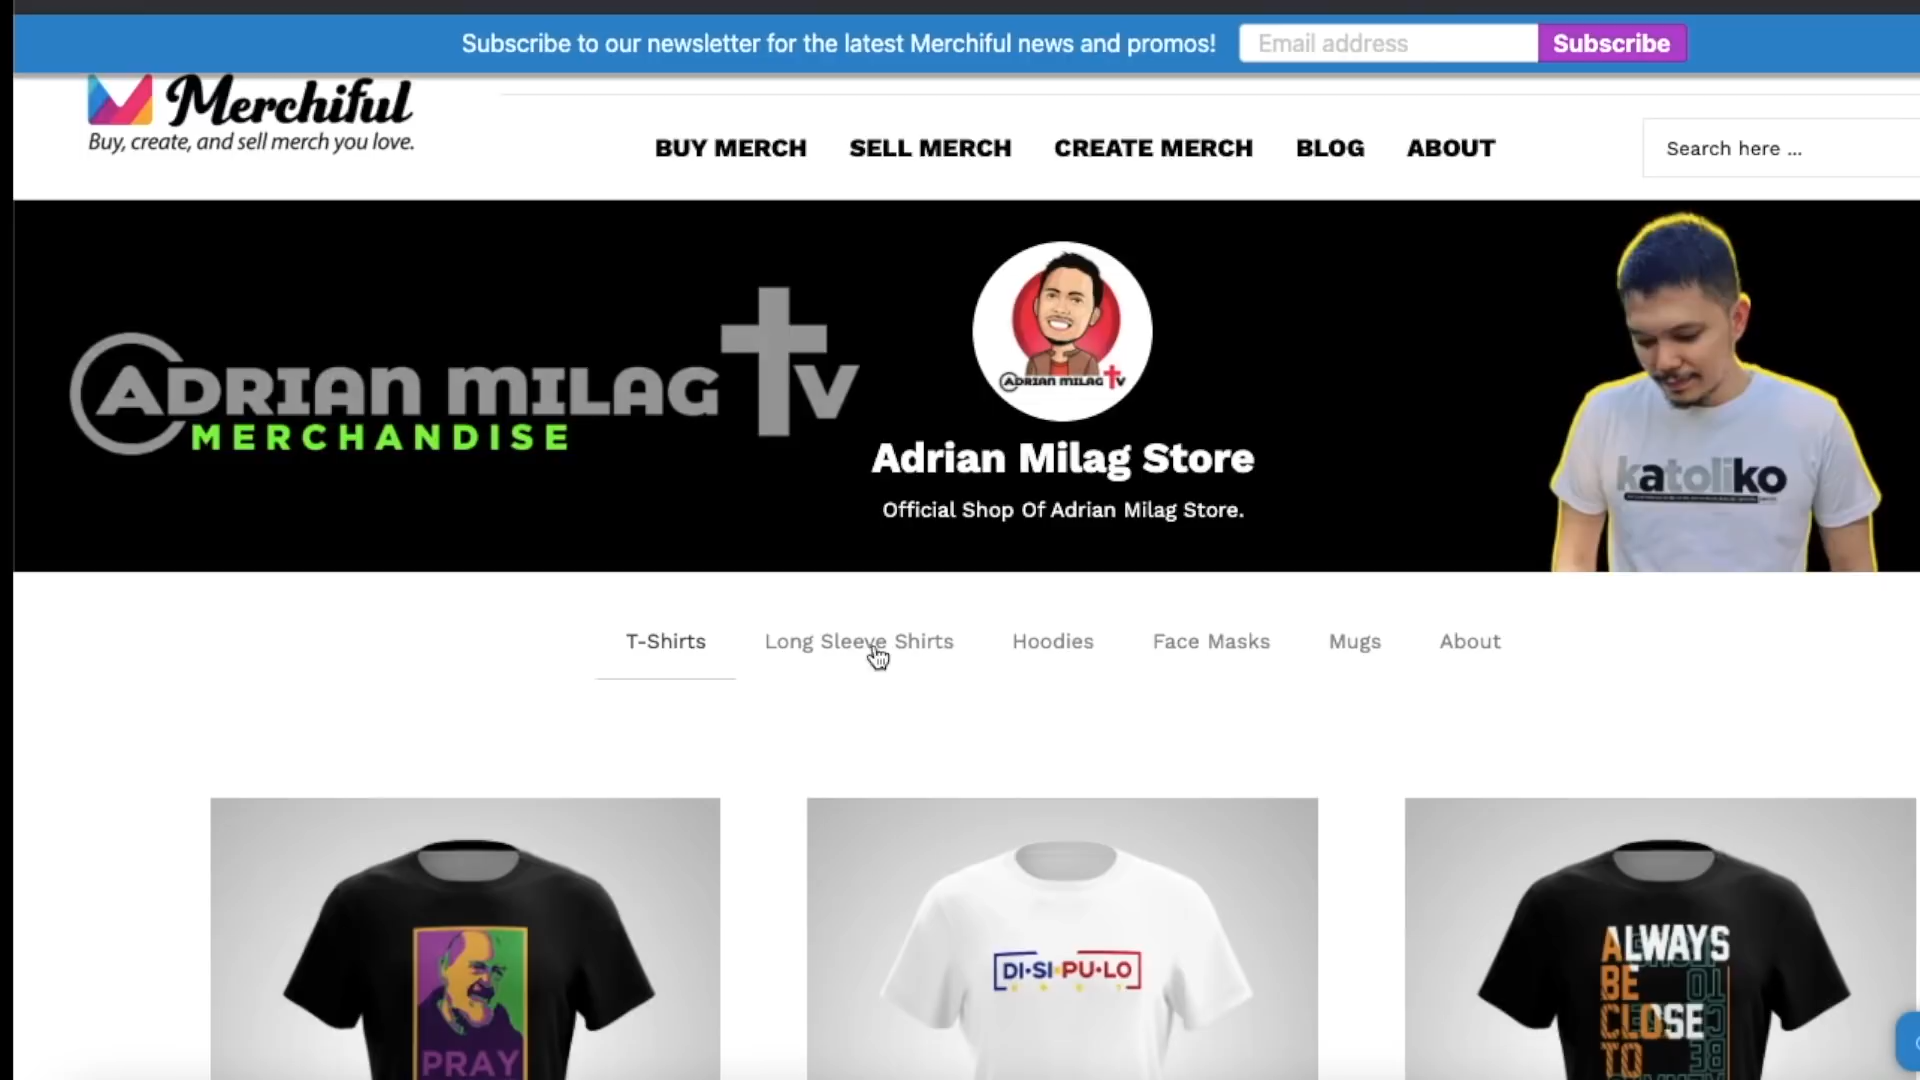 Subscribe to our newsletter for the latest Merchiful news and promos!
Email address
Subscribe
Merchiful
Buy, create, and sell merch you love.
BUY MERCH
SELL MERCH
CREATE MERCH
BLOG
ABOUT
Search here ...
ADRIAN MILAG TV
MERCHANDISE
ADRIAN MILAG TV
Adrian Milag Store
Official Shop Of Adrian Milag Store.
katoliko
T-Shirts
Long Sleeve Shirts
Hoodies
Face Masks
Mugs
About
PRAY
DI·SI·PU·LO
ALWAYS
BE
CLOSE
TO